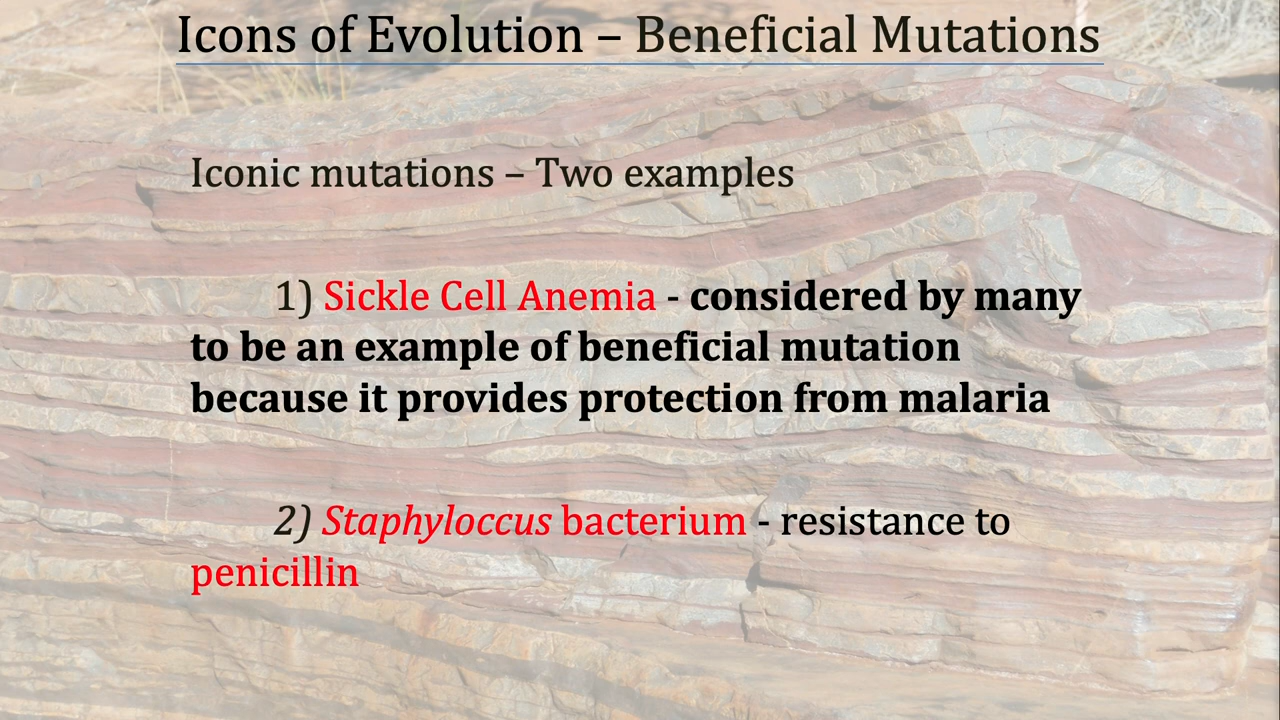 Icons of Evolution – Beneficial Mutations
Iconic mutations – Two examples
1) Sickle Cell Anemia - considered by many
to be an example of beneficial mutation
because it provides protection from malaria
2) Staphyloccus bacterium - resistance to
penicillin